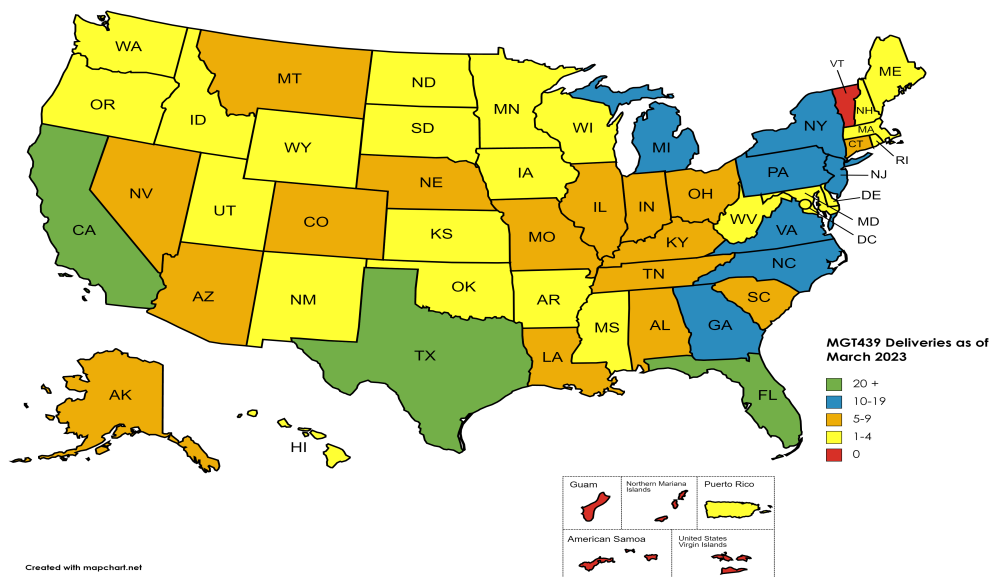 WA
MT
ND
MN
VT
ME
OR
ID
SD
WI
NH
NY
MA
WY
MI
CT
RI
IA
PA
NJ
NV
NE
OH
DE
UT
IL
IN
CA
CO
WV
MD
KS
MO
VA
DC
KY
NC
TN
AZ
NM
OK
AR
SC
MS
AL
GA
TX
LA
MGT439 Deliveries as of
March 2023
20 +
10-19
5-9
1-4
0
FL
AK
HI
Guam
Northern Mariana
Islands
Puerto Rico
American Samoa
United States
Virgin Islands
Created with mapchart.net